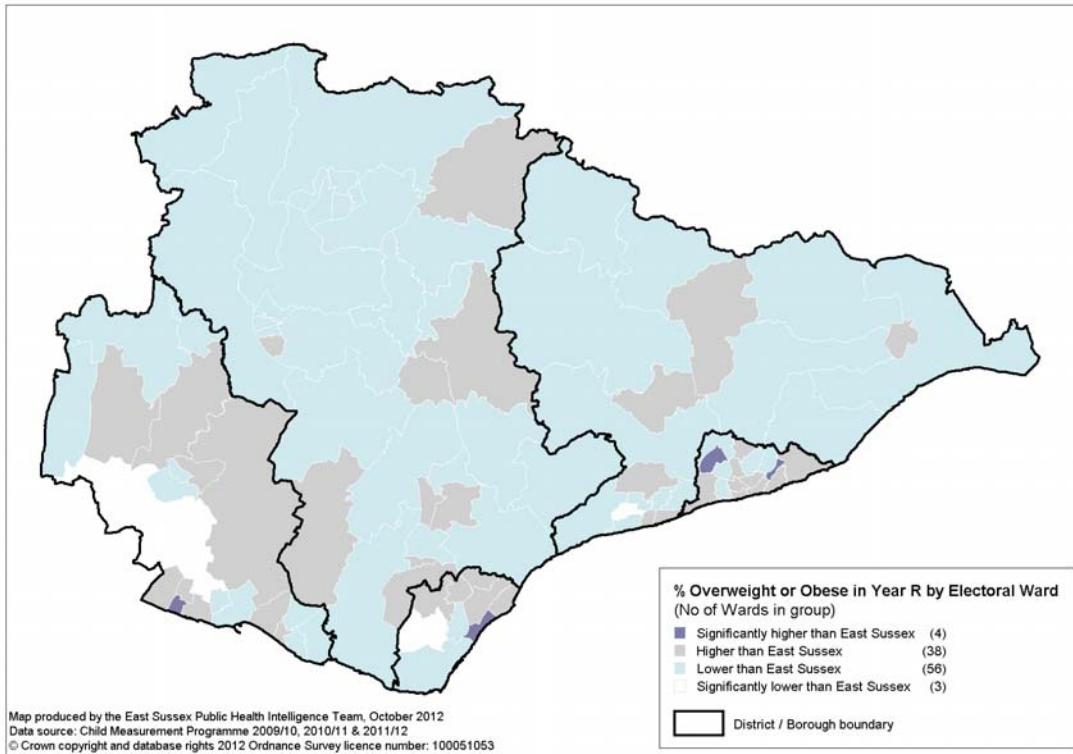 % Overweight or Obese in Year R by Electoral Ward
(No of Wards in group)
Significantly higher than East Sussex (4)
Higher than East Sussex (38)
Lower than East Sussex (56)
Significantly lower than East Sussex (3)
District / Borough boundary
Map produced by the East Sussex Public Health Intelligence Team, October 2012
Data source: Child Measurement Programme 2009/10, 2010/11 & 2011/12
© Crown copyright and database rights 2012 Ordnance Survey licence number: 100051053